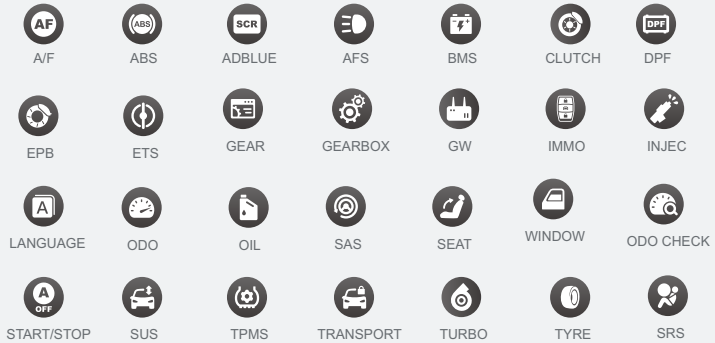 AF ABS SCR DPF
A/F ABS ADBLUE AFS BMS CLUTCH DPF
EPB ETS GEAR GEARBOX GW IMMO INJEC
A
LANGUAGE ODO OIL SAS SEAT WINDOW ODO CHECK
A OFF
START/STOP SUS TPMS TRANSPORT TURBO TYRE SRS